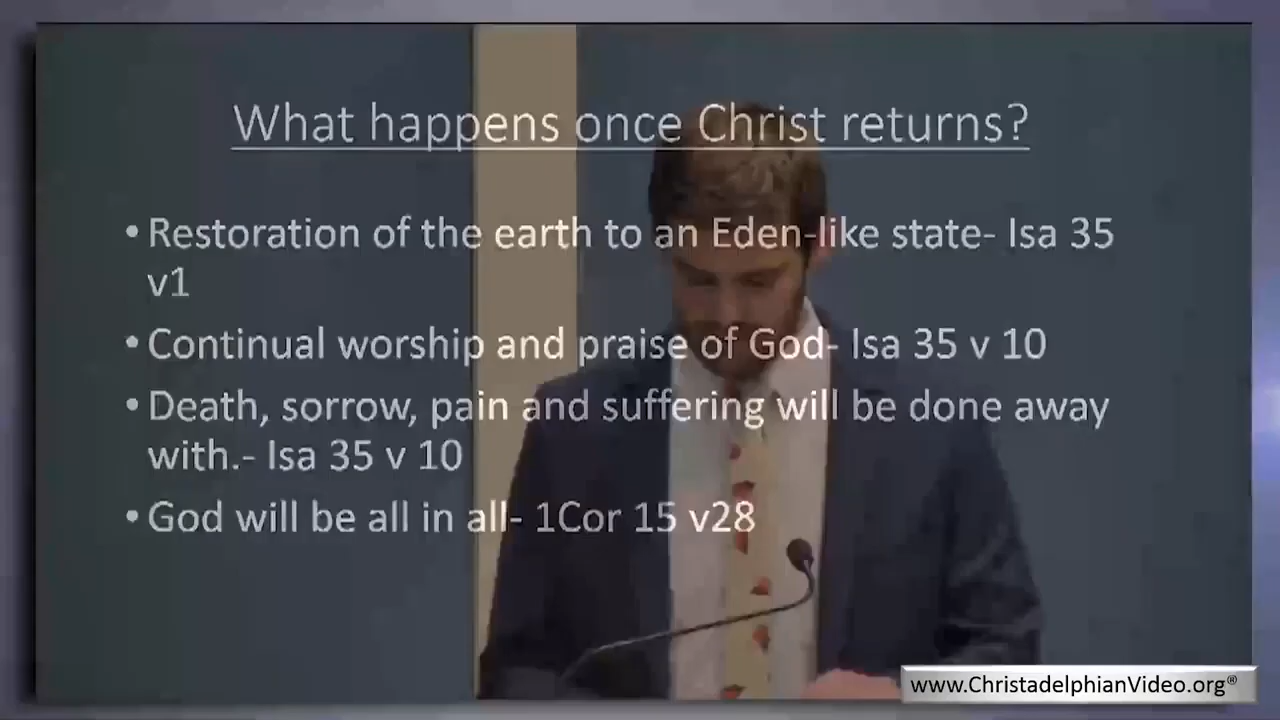 What happens once Christ returns?
• Restoration of the earth to an Eden-like state- Isa 35
v1
• Continual worship and praise of God- Isa 35 v 10
• Death, sorrow, pain and suffering will be done away
with.- Isa 35 v 10
• God will be all in all- 1Cor 15 v28
www.ChristadelphianVideo.org®